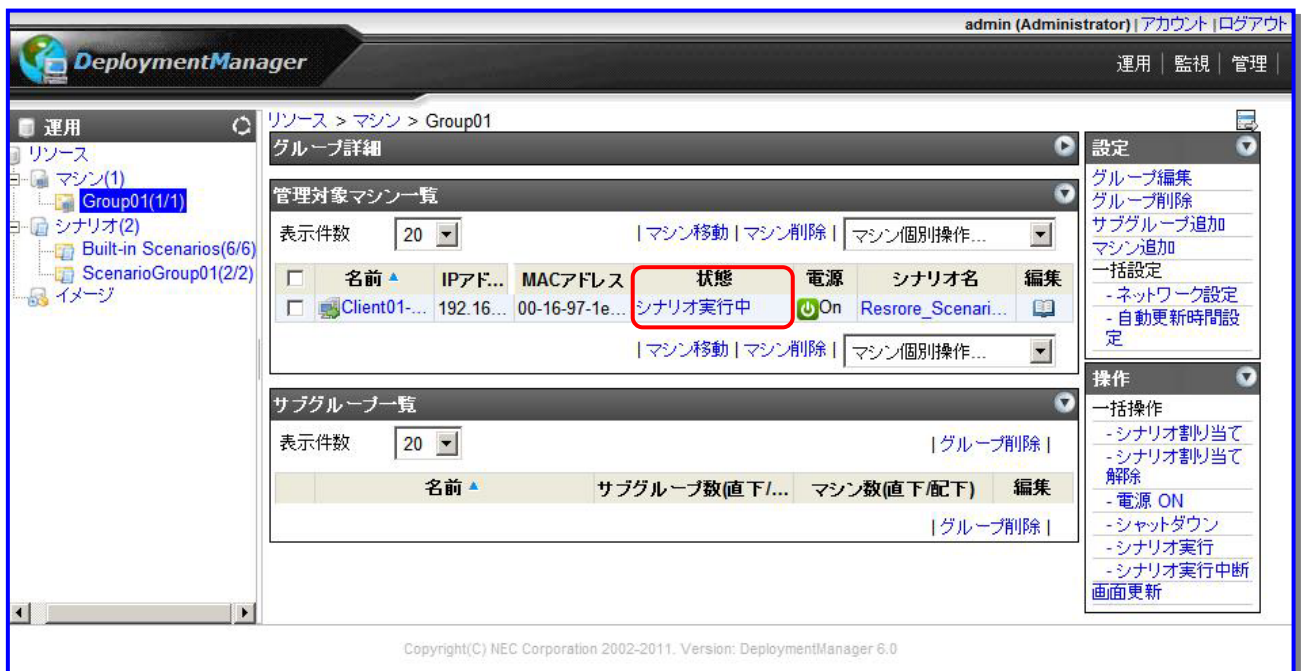 admin (Administrator) | アカウント | ログアウト
DeploymentManager
運用 | 監視 | 管理 |
運用
リソース
マシン(1)
Group01(1/1)
シナリオ(2)
Built-in Scenarios(6/6)
ScenarioGroup01(2/2)
イメージ
リソース > マシン > Group01
グループ詳細
管理対象マシン一覧
表示件数 20 | マシン移動 | マシン削除 | マシン個別操作...
名前 IPアド... MACアドレス 状態 電源 シナリオ名 編集
Client01-... 192.16... 00-16-97-1e... シナリオ実行中 On Resrore_Scenari...
| マシン移動 | マシン削除 | マシン個別操作...
サブグループ一覧
表示件数 20 | グループ削除 |
名前 サブグループ数(直下/... マシン数(直下/配下) 編集
| グループ削除 |
設定
グループ編集
グループ削除
サブグループ追加
マシン追加
一括設定
- ネットワーク設定
- 自動更新時間設
定
操作
一括操作
- シナリオ割り当て
- シナリオ割り当て
解除
- 電源 ON
- シャットダウン
- シナリオ実行
- シナリオ実行中断
画面更新
Copyright(C) NEC Corporation 2002-2011. Version: DeploymentManager 6.0